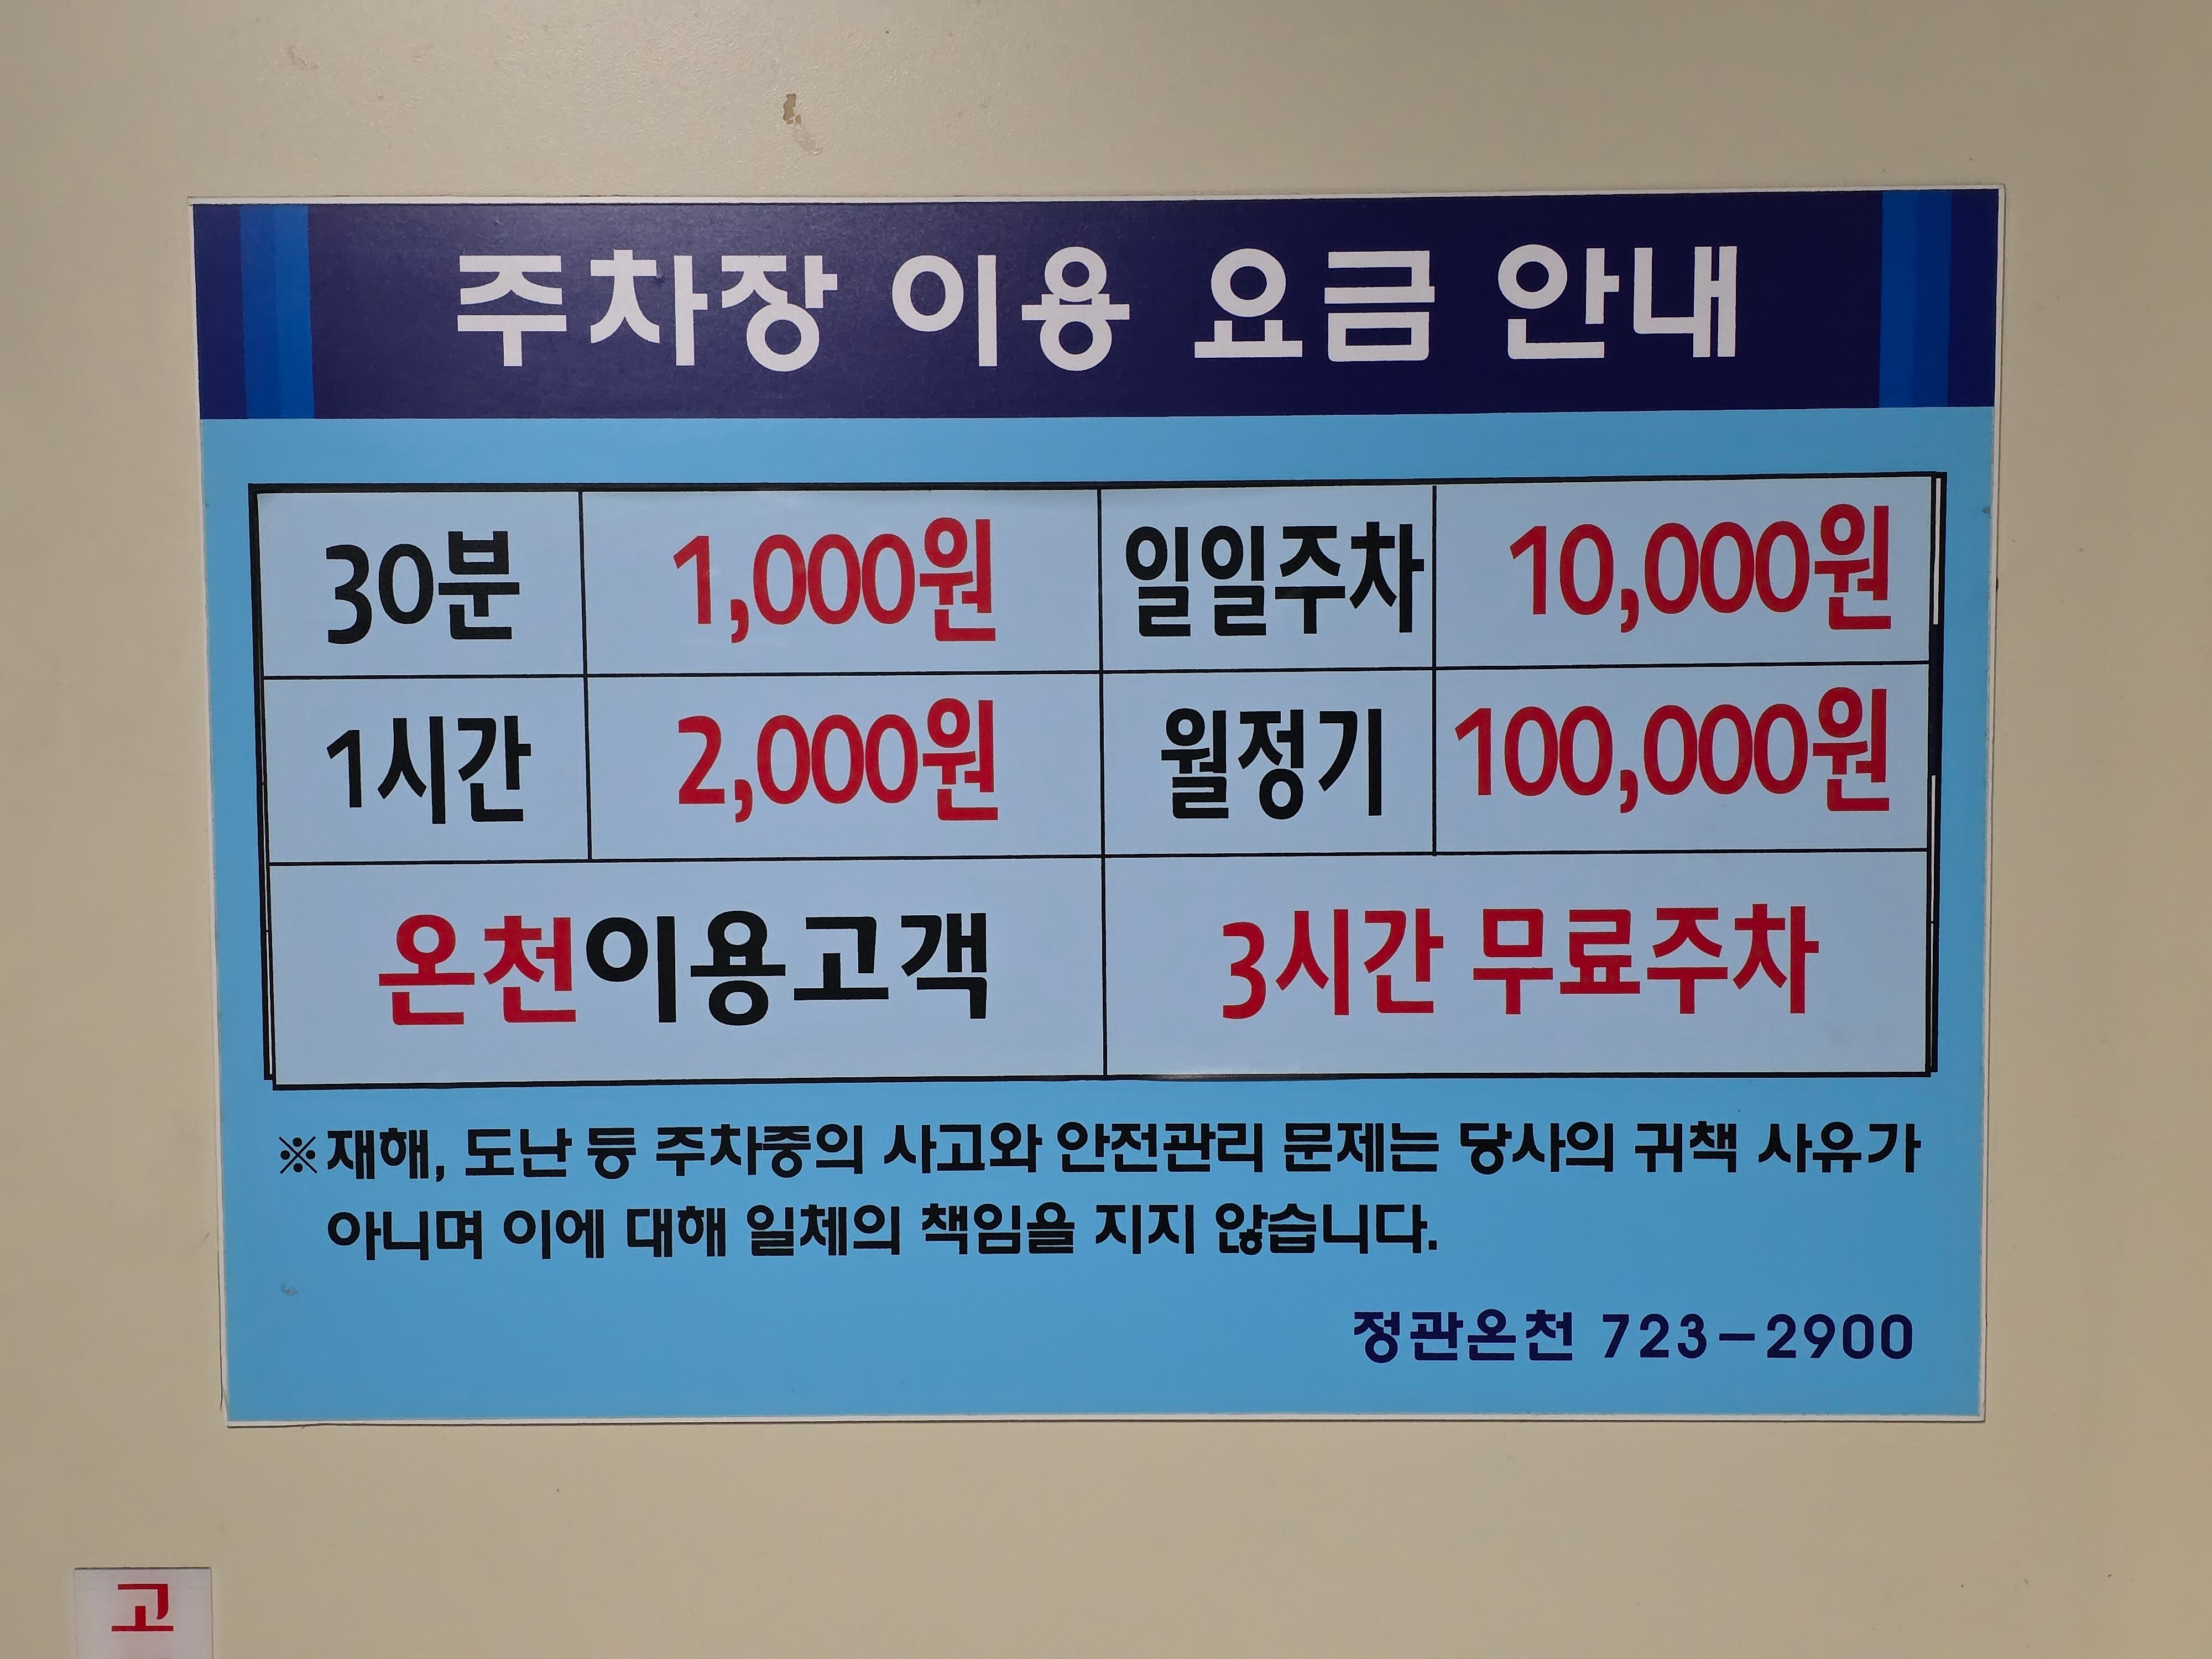 주차장 이용 요금 안내
30분 1,000원 일일주차 10,000원
1시간 2,000원 월정기 100,000원
온천이용고객 3시간 무료주차
※재해, 도난 등 주차중의 사고와 안전관리 문제는 당사의 귀책 사유가
아니며 이에 대해 일체의 책임을 지지 않습니다.
정관온천 723-2900
고